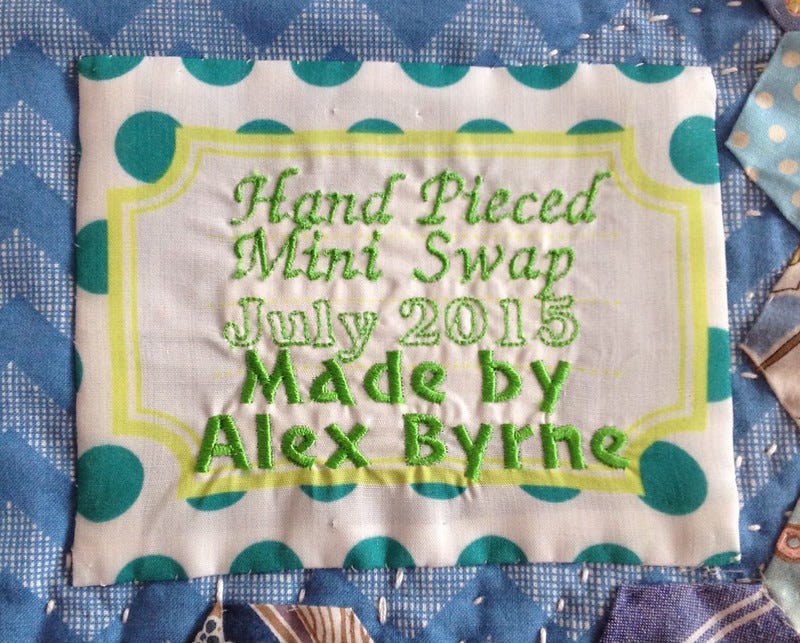 Hand Pieced
Mini Swap
July 2015
Made by
Alex Byrne